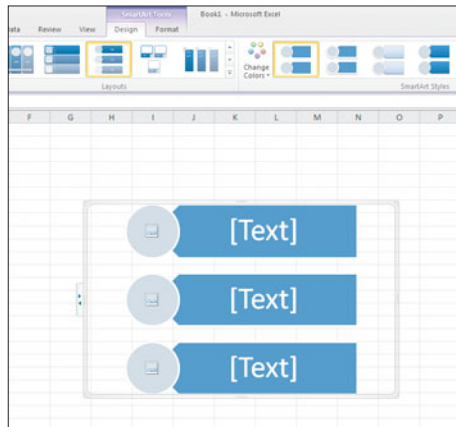 SmartArt Tools Book1 - Microsoft Excel
ata Review View Design Format
Change
Colors
Layouts SmartArt Styles
F G H I J K L M N O P
[Text]
[Text]
[Text]